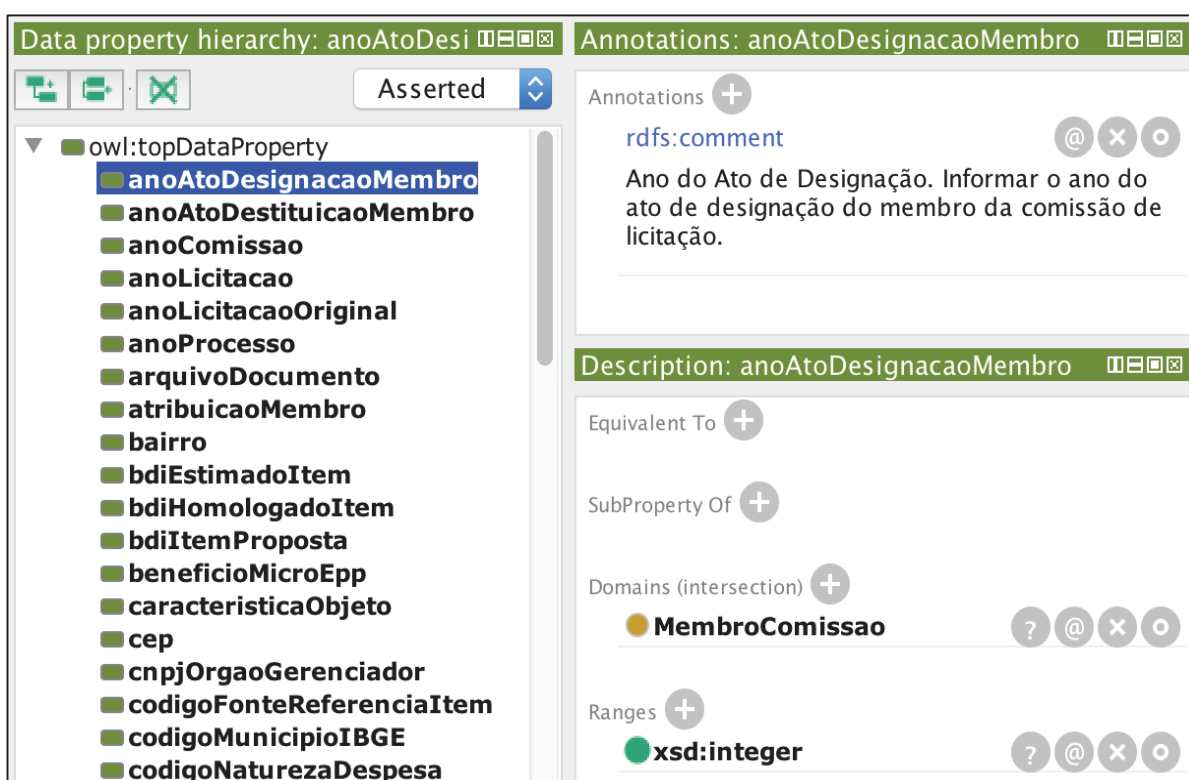 Data property hierarchy: anoAtoDesi
Asserted
owl:topDataProperty
anoAtoDesignacaoMembro
anoAtoDestituicaoMembro
anoComissao
anoLicitacao
anoLicitacaoOriginal
anoProcesso
arquivoDocumento
atribuicaoMembro
bairro
bdiEstimadoItem
bdiHomologadoItem
bdiItemProposta
beneficioMicroEpp
caracteristicaObjeto
cep
cnpjOrgaoGerenciador
codigoFonteReferenciaItem
codigoMunicipioIBGE
codigoNaturezaDespesa
Annotations: anoAtoDesignacaoMembro
Annotations
rdfs:comment
Ano do Ato de Designação. Informar o ano do
ato de designação do membro da comissão de
licitação.
Description: anoAtoDesignacaoMembro
Equivalent To
SubProperty Of
Domains (intersection)
MembroComissao
Ranges
xsd:integer